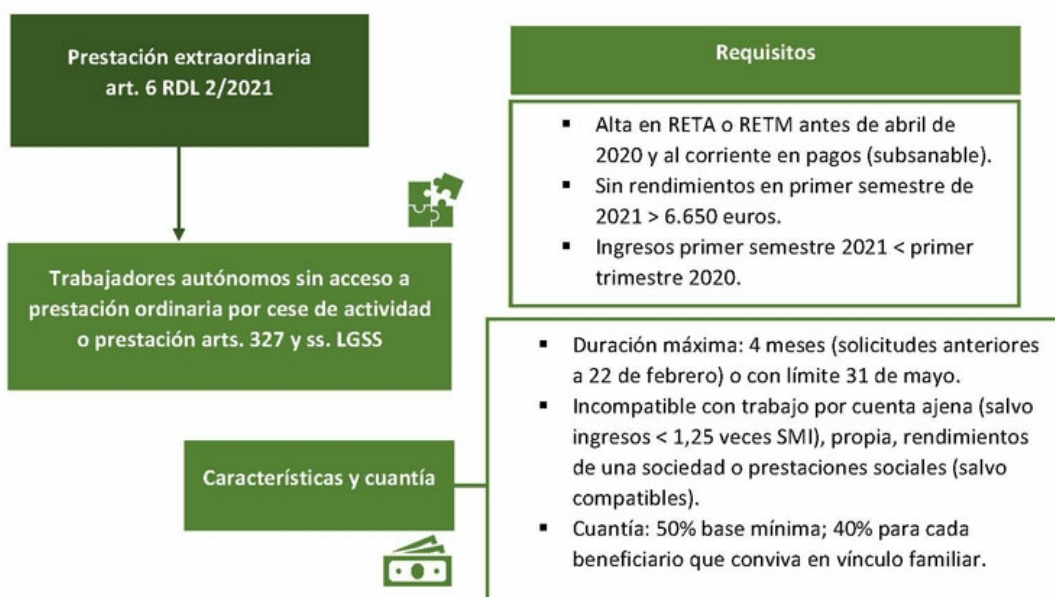 Prestación extraordinaria
art. 6 RDL 2/2021
Requisitos
▪ Alta en RETA o RETM antes de abril de
2020 y al corriente en pagos (subsanable).
▪ Sin rendimientos en primer semestre de
2021 > 6.650 euros.
▪ Ingresos primer semestre 2021 < primer
trimestre 2020.
Trabajadores autónomos sin acceso a
prestación ordinaria por cese de actividad
o prestación arts. 327 y ss. LGSS
Características y cuantía
▪ Duración máxima: 4 meses (solicitudes anteriores
a 22 de febrero) o con límite 31 de mayo.
▪ Incompatible con trabajo por cuenta ajena (salvo
ingresos < 1,25 veces SMI), propia, rendimientos
de una sociedad o prestaciones sociales (salvo
compatibles).
▪ Cuantía: 50% base mínima; 40% para cada
beneficiario que conviva en vínculo familiar.